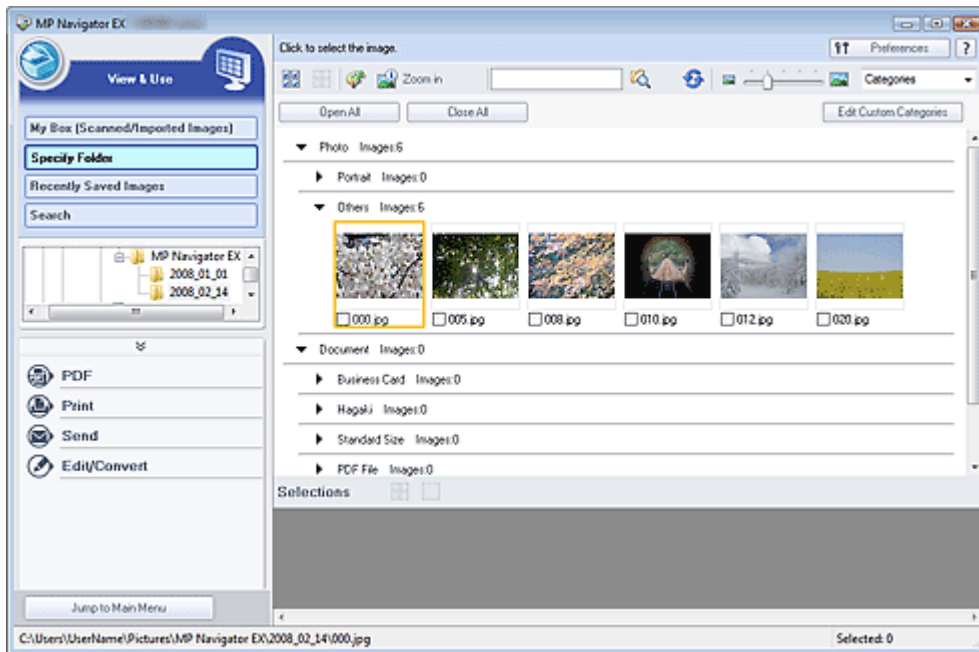 MP Navigator EX
View & Use
My Box (Scanned/Imported Images)
Specify Folder
Recently Saved Images
Search
MP Navigator EX
2008_01_01
2008_02_14
PDF
Print
Send
Edit/Convert
Jump to Main Menu
Click to select the image.
Preferences
?
Zoom in
Categories
Open All
Close All
Edit Custom Categories
Photo Images:6
Portrait Images:0
Others Images:6
000.jpg
005.jpg
008.jpg
010.jpg
012.jpg
020.jpg
Document Images:0
Business Card Images:0
Hagaki Images:0
Standard Size Images:0
PDF File Images:0
Selections
C:\Users\UserName\Pictures\MP Navigator EX\2008_02_14\000.jpg
Selected: 0